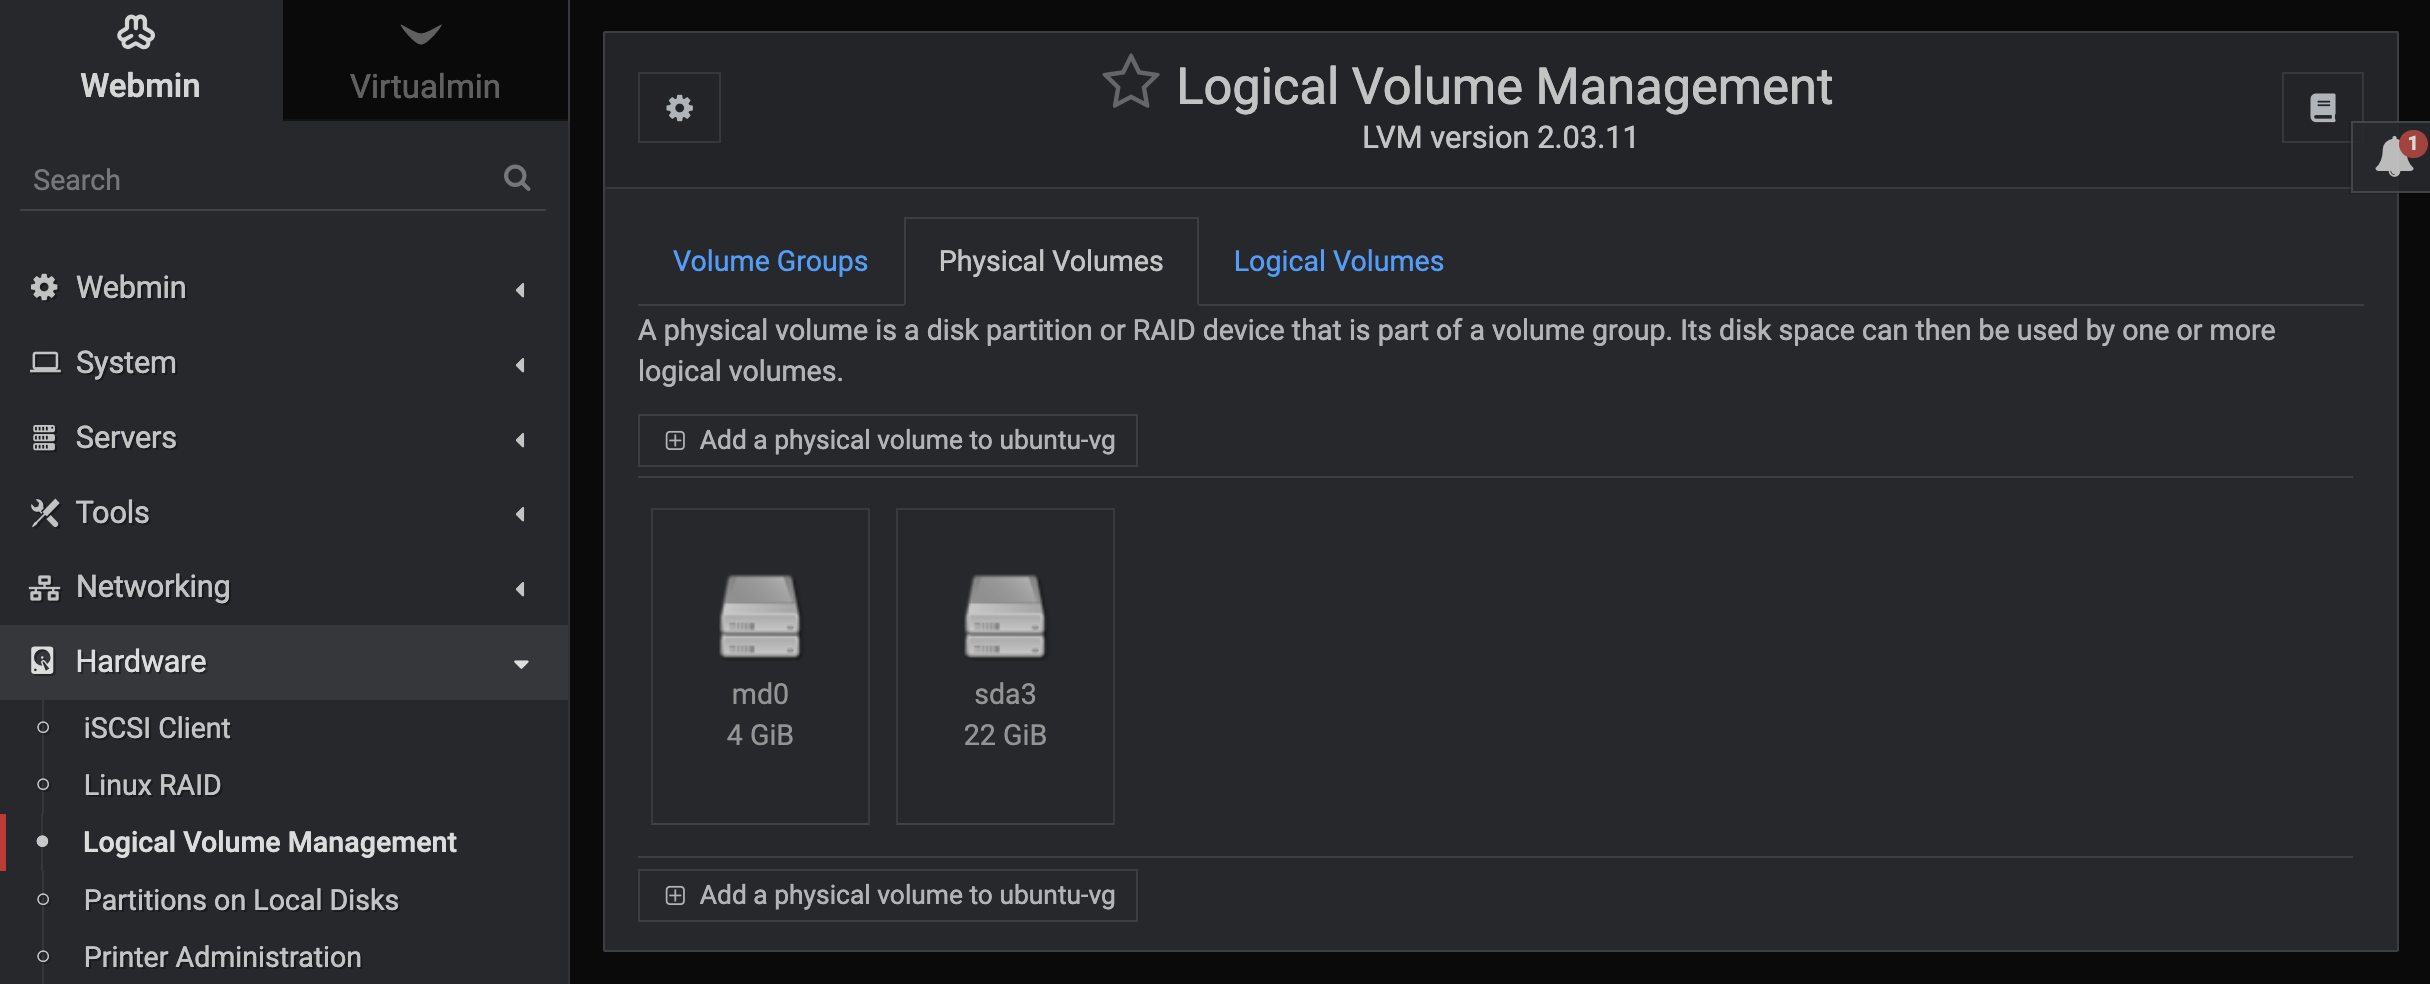 Webmin
Virtualmin
Search
Webmin
System
Servers
Tools
Networking
Hardware
iSCSI Client
Linux RAID
Logical Volume Management
Partitions on Local Disks
Printer Administration
Logical Volume Management
LVM version 2.03.11
1
Volume Groups
Physical Volumes
Logical Volumes
A physical volume is a disk partition or RAID device that is part of a volume group. Its disk space can then be used by one or more
logical volumes.
Add a physical volume to ubuntu-vg
md0
4 GiB
sda3
22 GiB
Add a physical volume to ubuntu-vg